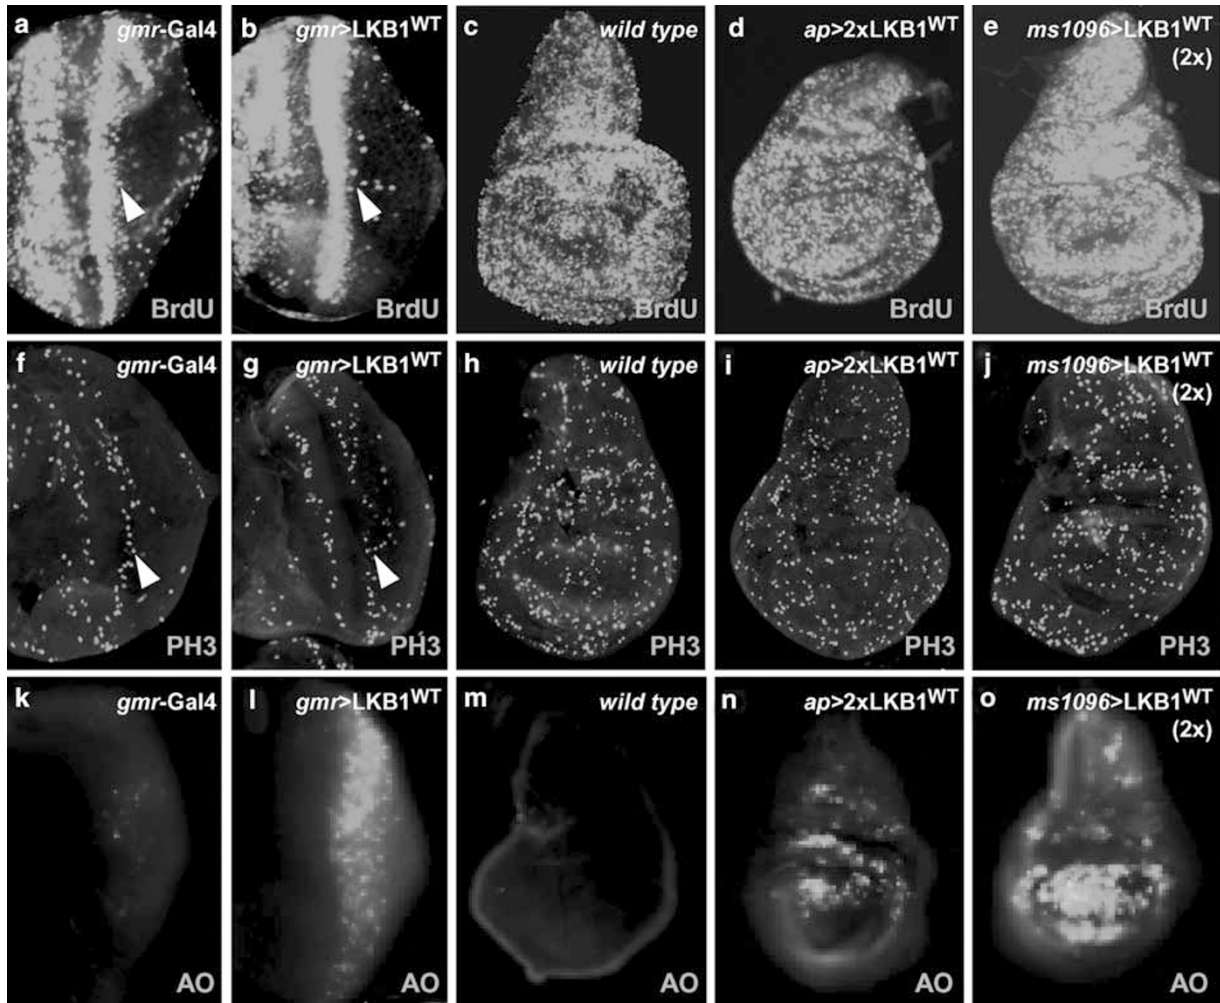 a gmr-Gal4
BrdU
b gmr>LKB1WT
BrdU
c wild type
BrdU
d ap>2xLKB1WT
BrdU
e ms1096>LKB1WT
(2x)
BrdU
f gmr-Gal4
PH3
g gmr>LKB1WT
PH3
h wild type
PH3
i ap>2xLKB1WT
PH3
j ms1096>LKB1WT
(2x)
PH3
k gmr-Gal4
AO
l gmr>LKB1WT
AO
m wild type
AO
n ap>2xLKB1WT
AO
o ms1096>LKB1WT
(2x)
AO